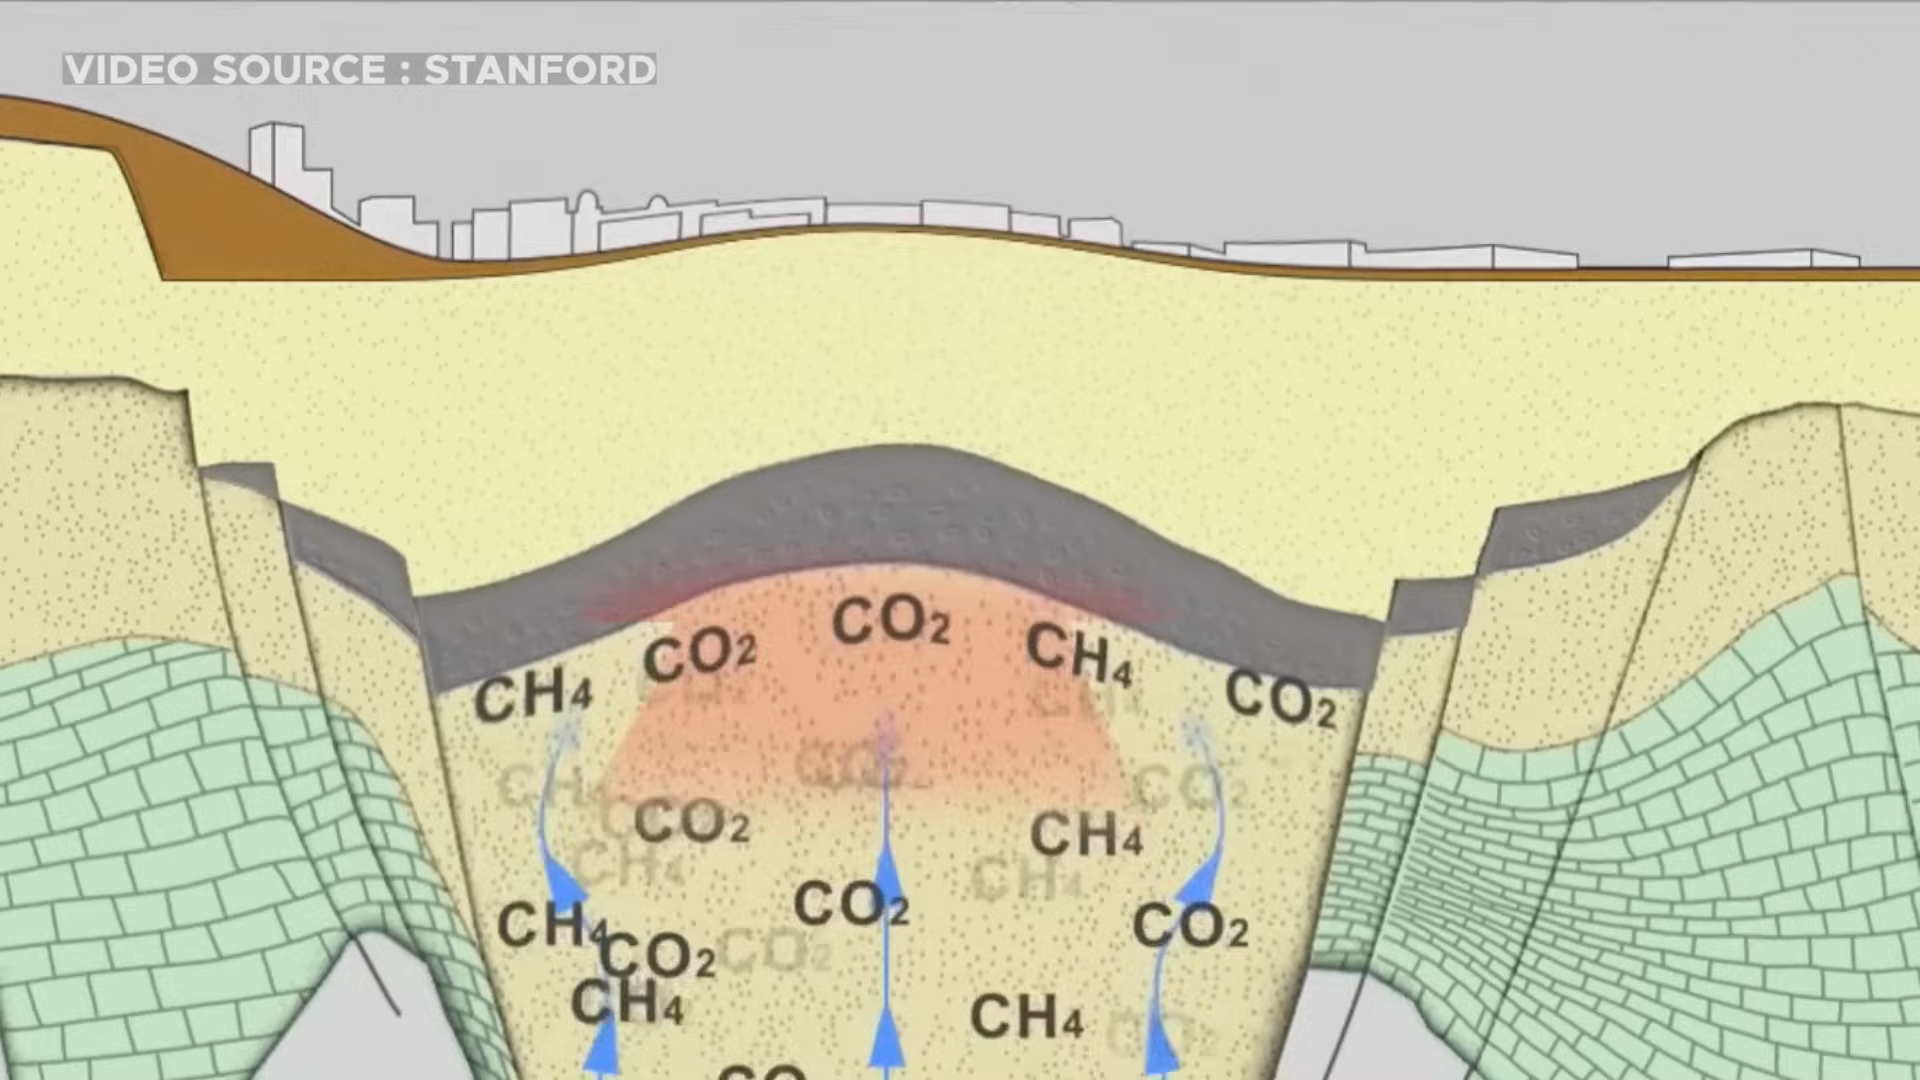 VIDEO SOURCE : STANFORD
CO₂
CO₂
CH₄
CH₄
CO₂
CO₂
CH₄
CO₂
CH₄
CO₂
CO₂
CH₄
CH₄